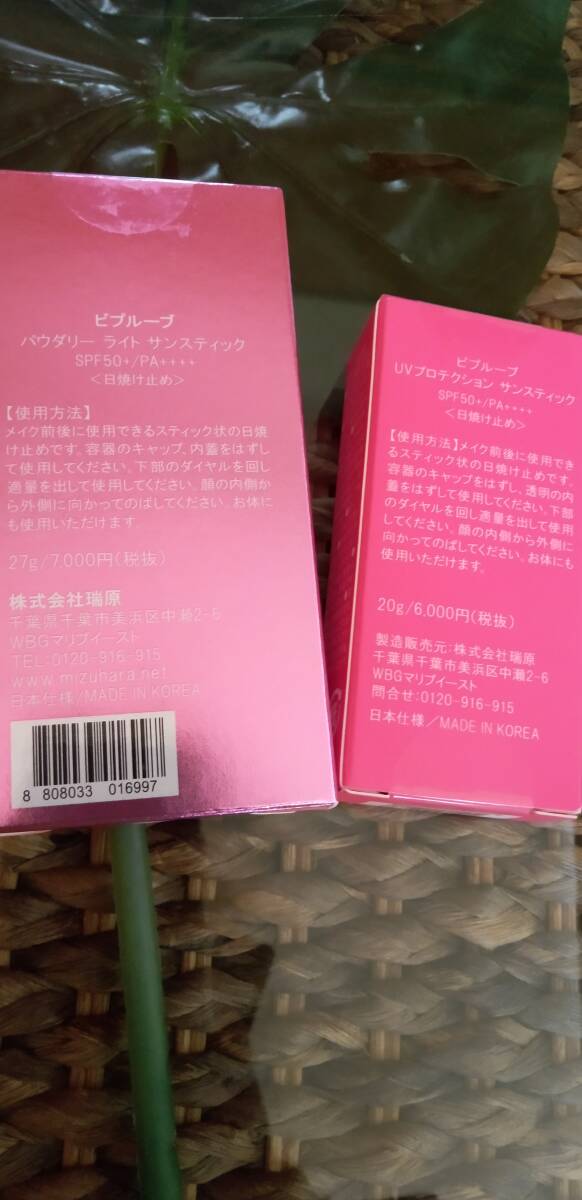 ビプルーブ
パウダリー ライト サンスティック
SPF50+/PA++++
<日焼け止め>
【使用方法】
メイク前後に使用できるスティック状の日焼
け止めです。容器のキャップ、内蓋をはずし
て使用してください。下部のダイヤルを回し
適量を出して使用してください。顔の内側か
ら外側に向かってのばしてください。お体に
も使用いただけます。
27g/7,000円(税抜)
株式会社瑞原
千葉県千葉市美浜区中瀬2-6
WBGマリブイースト
TEL:0120-916-915
www.mizuhara.net
日本仕様/MADE IN KOREA
8 808033 016997
ビプルーブ
UVプロテクション サンスティック
SPF50+/PA++++
<日焼け止め>
【使用方法】メイク前後に使用でき
るスティック状の日焼け止めです。
容器のキャップをはずし、透明の内
蓋をはずして使用してください。下部
のダイヤルを回し適量を出して使用
してください。顔の内側から外側に
向かってのばしてください。お体にも
使用いただけます。
20g/6,000円(税抜)
製造販売元:株式会社瑞原
千葉県千葉市美浜区中瀬2-6
WBGマリブイースト
問合せ:0120-916-915
日本仕様/MADE IN KOREA